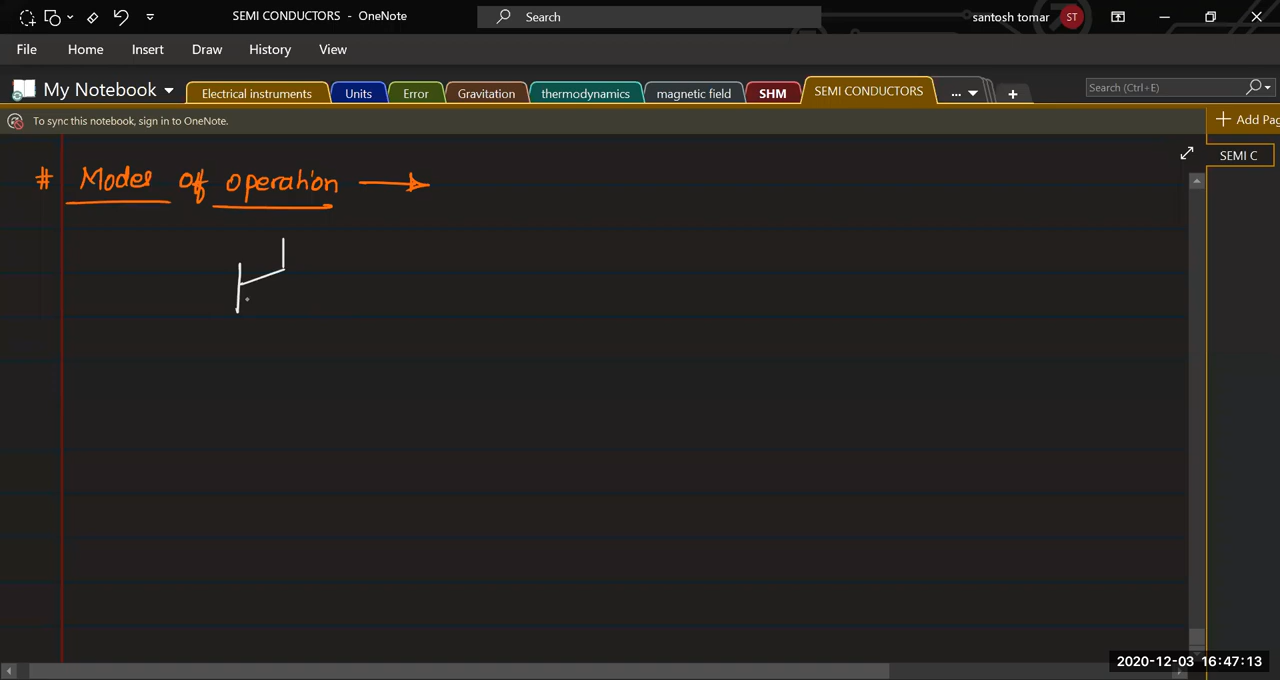 SEMI CONDUCTORS - OneNote
Search
santosh tomar ST
File Home Insert Draw History View
My Notebook Electrical instruments Units Error Gravitation thermodynamics magnetic field SHM SEMI CONDUCTORS ... + Search (Ctrl+E)
To sync this notebook, sign in to OneNote.
+ Add Pag
SEMI C
# Modes of operation →
2020-12-03 16:47:13